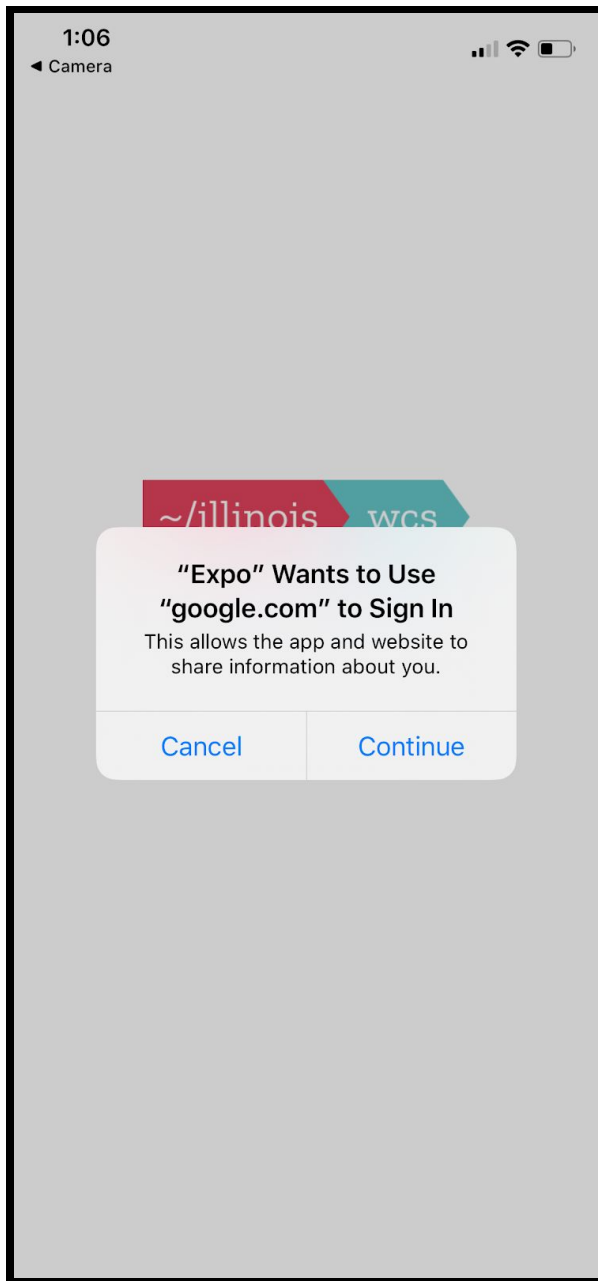 1:06
◀ Camera
~/illinois wcs
“Expo” Wants to Use
“google.com” to Sign In
This allows the app and website to
share information about you.
Cancel Continue